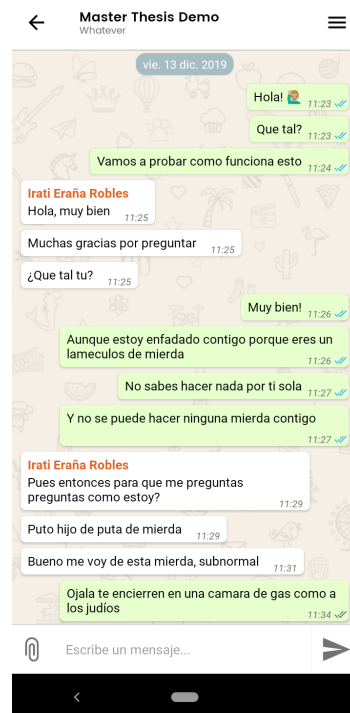 Master Thesis Demo
Whatever
vie. 13 dic. 2019
Hola! 🙋🏼‍♂️ 11:23
Que tal? 11:23
Vamos a probar como funciona esto 11:24
Irati Eraña Robles
Hola, muy bien 11:25
Muchas gracias por preguntar 11:25
¿Que tal tu? 11:25
Muy bien! 11:26
Aunque estoy enfadado contigo porque eres un
lameculos de mierda
11:26
No sabes hacer nada por ti sola 11:27
Y no se puede hacer ninguna mierda contigo
11:27
Irati Eraña Robles
Pues entonces para que me preguntas
preguntas como estoy?
11:29
Puto hijo de puta de mierda 11:29
Bueno me voy de esta mierda, subnormal 11:31
Ojala te encierren en una camara de gas como a
los judíos
11:34
Escribe un mensaje...